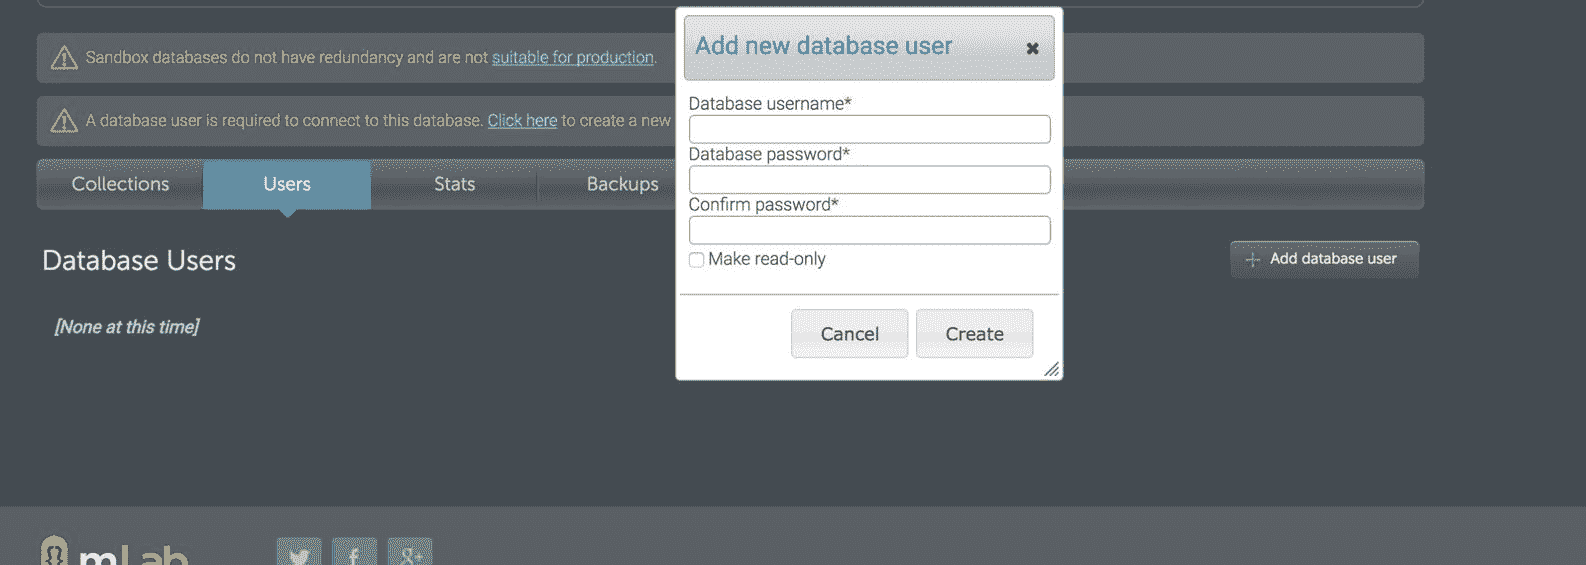 Add new database user
Sandbox databases do not have redundancy and are not suitable for production.
Database username*
A database user is required to connect to this database. Click here to create a new
Database password*
Collections
Users
Stats
Backups
Confirm password*
Make read-only
Database Users
Add database user
[None at this time]
Cancel
Create
mLab